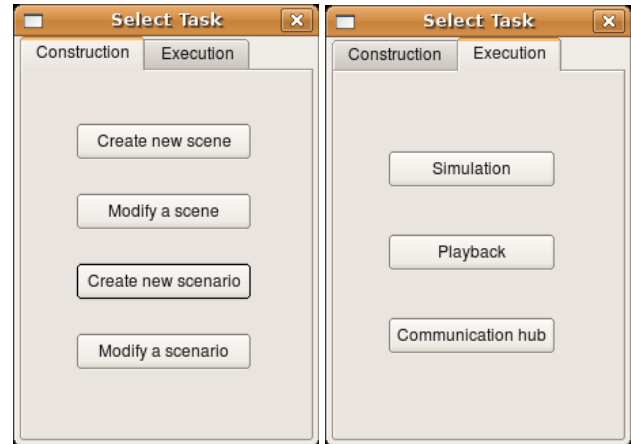 Select Task
Construction Execution
Create new scene
Modify a scene
Create new scenario
Modify a scenario
Select Task
Construction Execution
Simulation
Playback
Communication hub